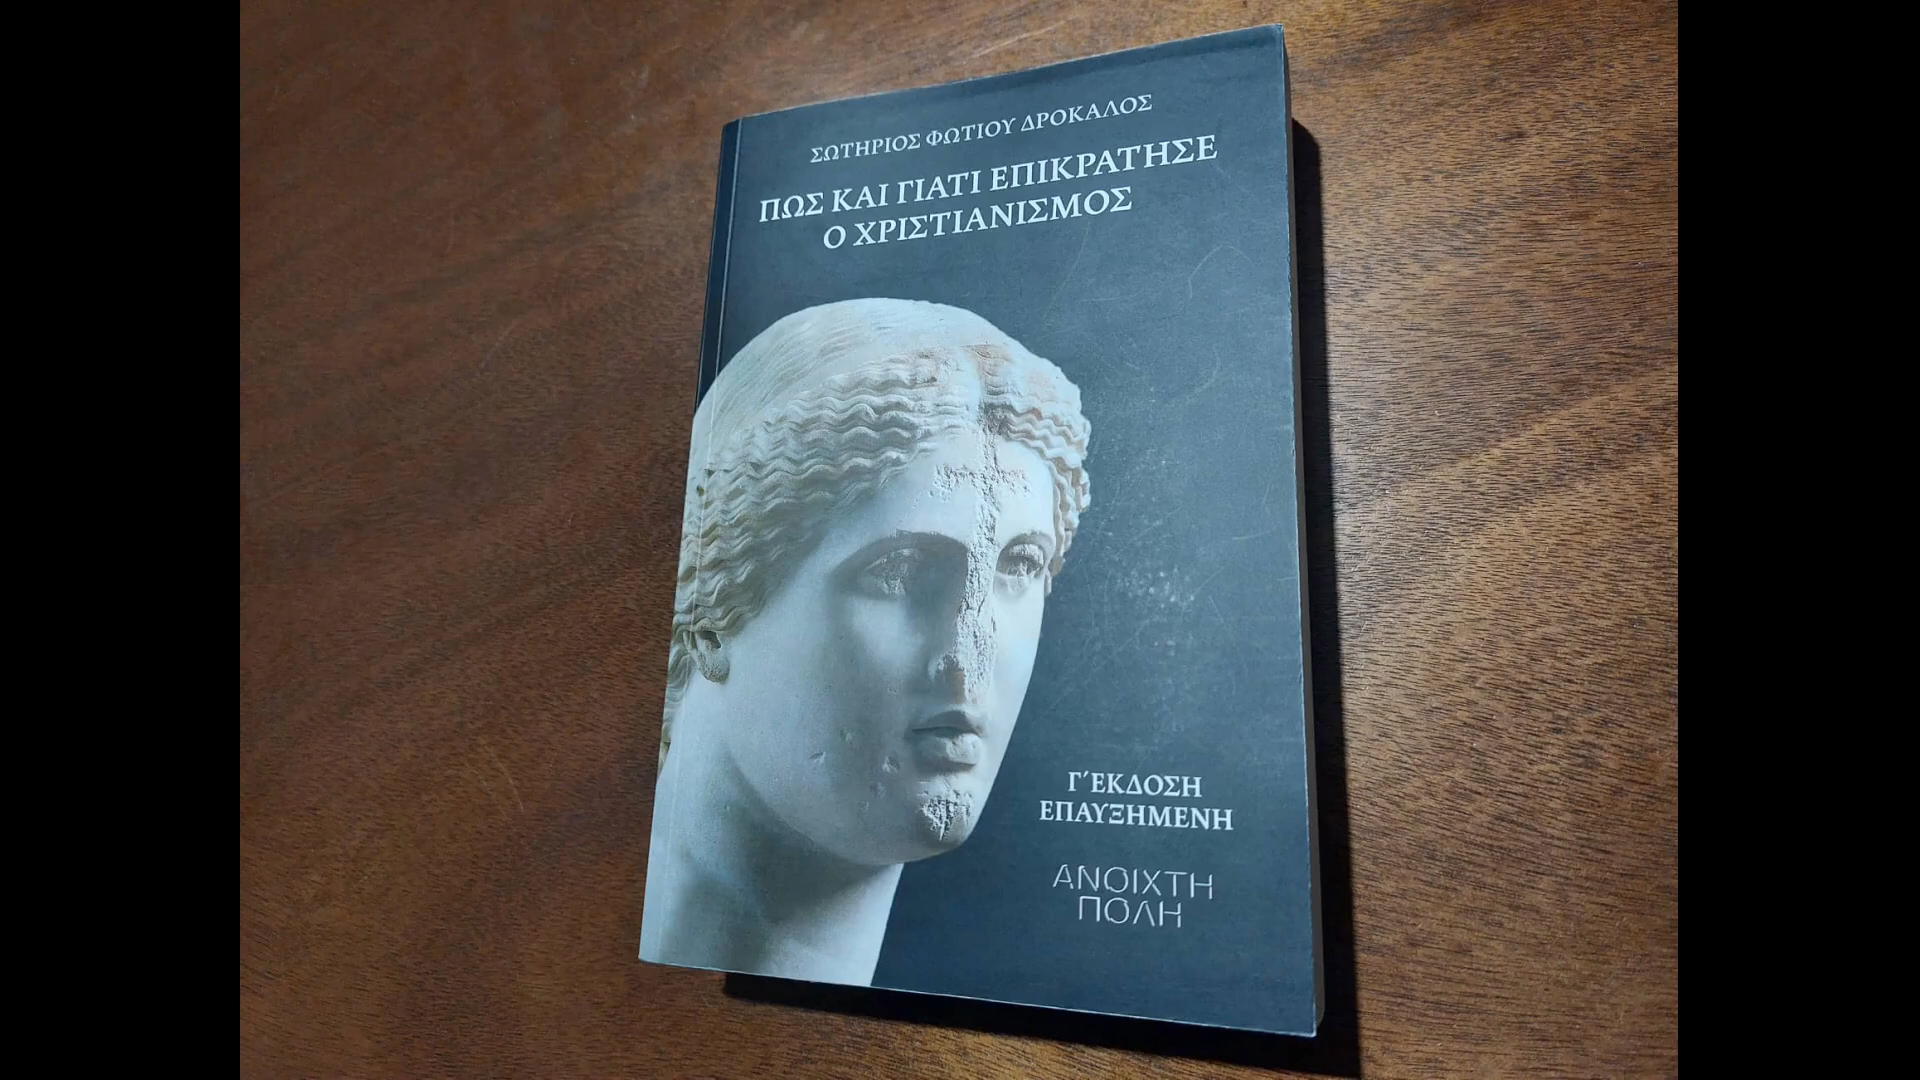 ΣΩΤΗΡΙΟΣ ΦΩΤΙΟΥ ΔΡΟΚΑΛΟΣ
ΠΩΣ ΚΑΙ ΓΙΑΤΙ ΕΠΙΚΡΑΤΗΣΕ
Ο ΧΡΙΣΤΙΑΝΙΣΜΟΣ
Γ΄ΕΚΔΟΣΗ
ΕΠΑΥΞΗΜΕΝΗ
ΑΝΟΙΧΤΗ
ΠΟΛΗ